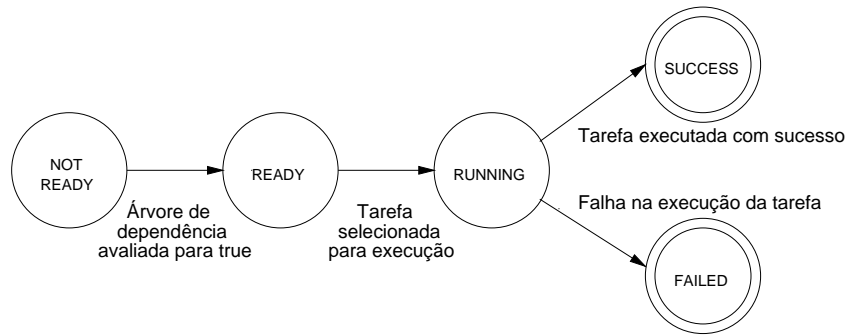 NOT
READY
Árvore de
dependência
avaliada para true
READY
Tarefa
selecionada
para execução
RUNNING
SUCCESS
Tarefa executada com sucesso
Falha na execução da tarefa
FAILED